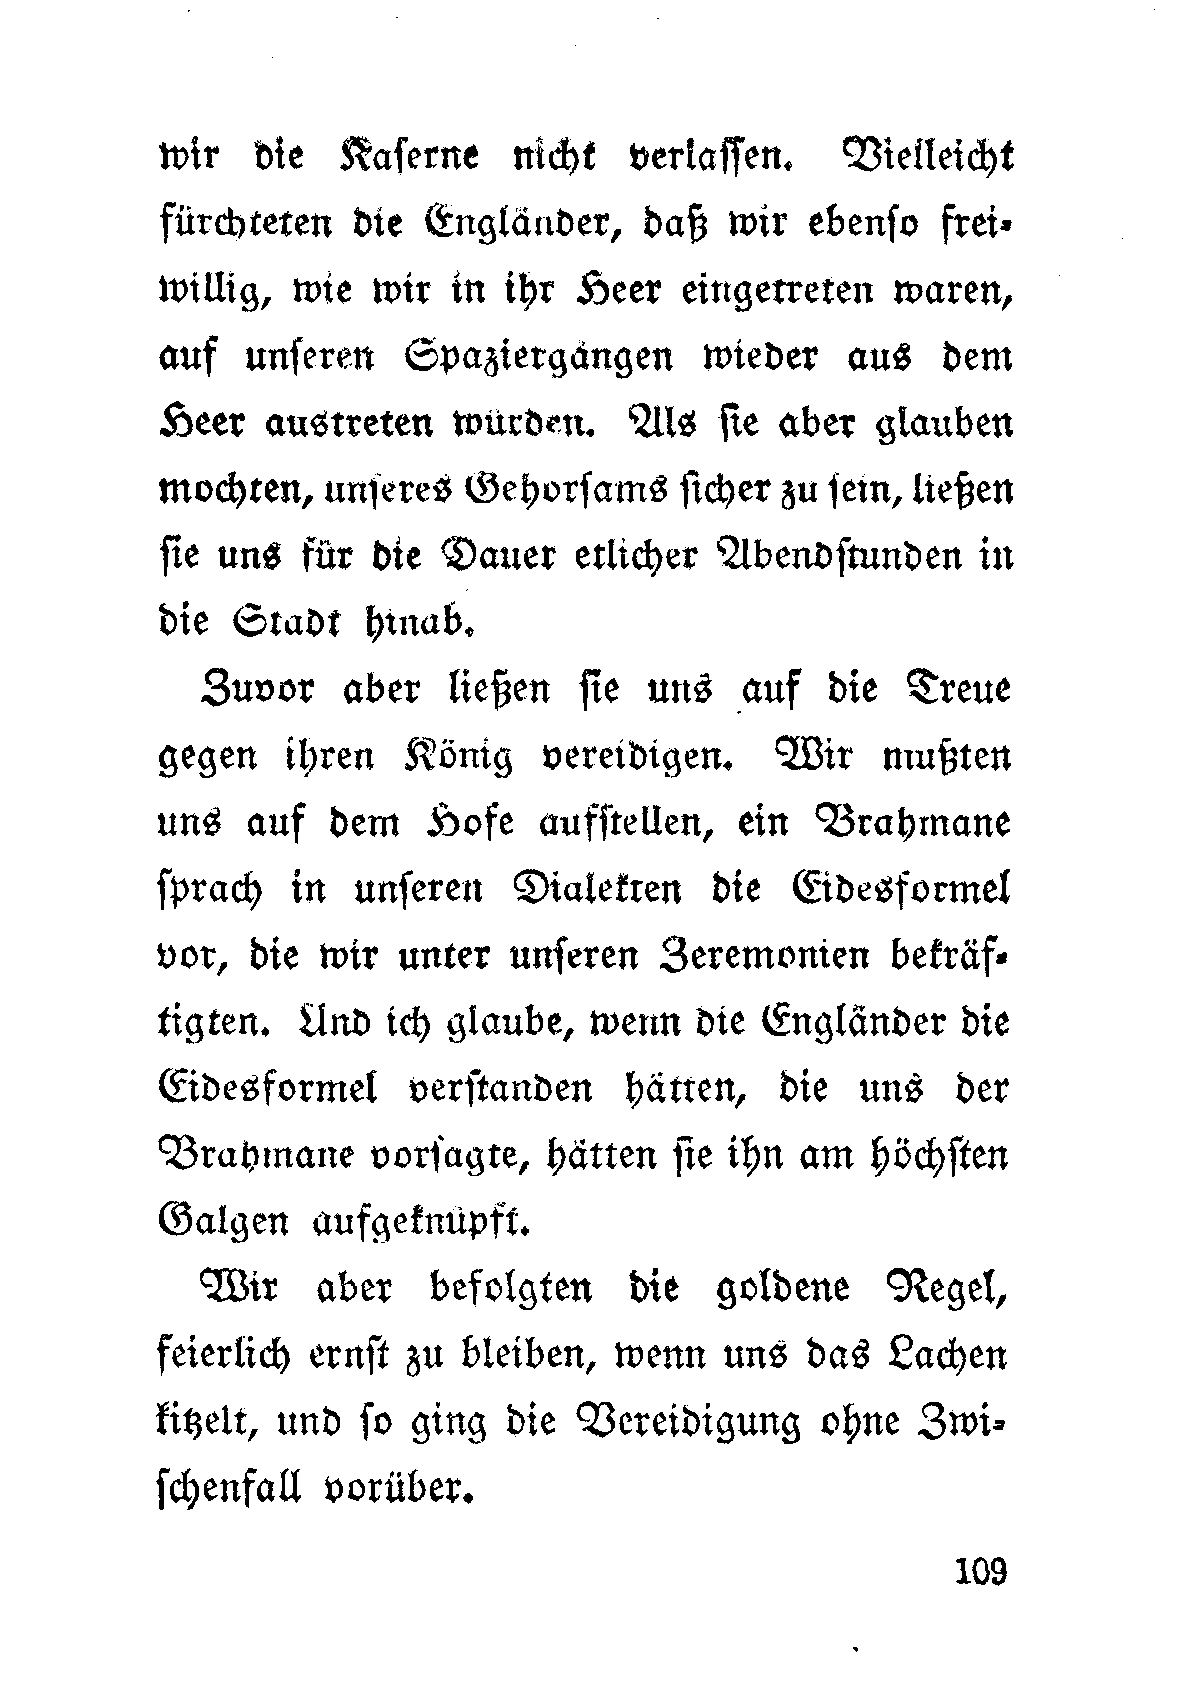 wir die Kaserne nicht verlassen. Vielleicht
fürchteten die Engländer, daß wir ebenso frei-
willig, wie wir in ihr Heer eingetreten waren,
auf unseren Spaziergängen wieder aus dem
Heer austreten würden. Als sie aber glauben
mochten, unseres Gehorsams sicher zu sein, ließen
sie uns für die Dauer etlicher Abendstunden in
die Stadt hinab.
Zuvor aber ließen sie uns auf die Treue
gegen ihren König vereidigen. Wir mußten
uns auf dem Hofe aufstellen, ein Brahmane
sprach in unseren Dialekten die Eidesformel
vor, die wir unter unseren Zeremonien bekräf-
tigten. Und ich glaube, wenn die Engländer die
Eidesformel verstanden hätten, die uns der
Brahmane vorsagte, hätten sie ihn am höchsten
Galgen aufgeknüpft.
Wir aber befolgten die goldene Regel,
feierlich ernst zu bleiben, wenn uns das Lachen
kitzelt, und so ging die Vereidigung ohne Zwi-
schenfall vorüber.
109